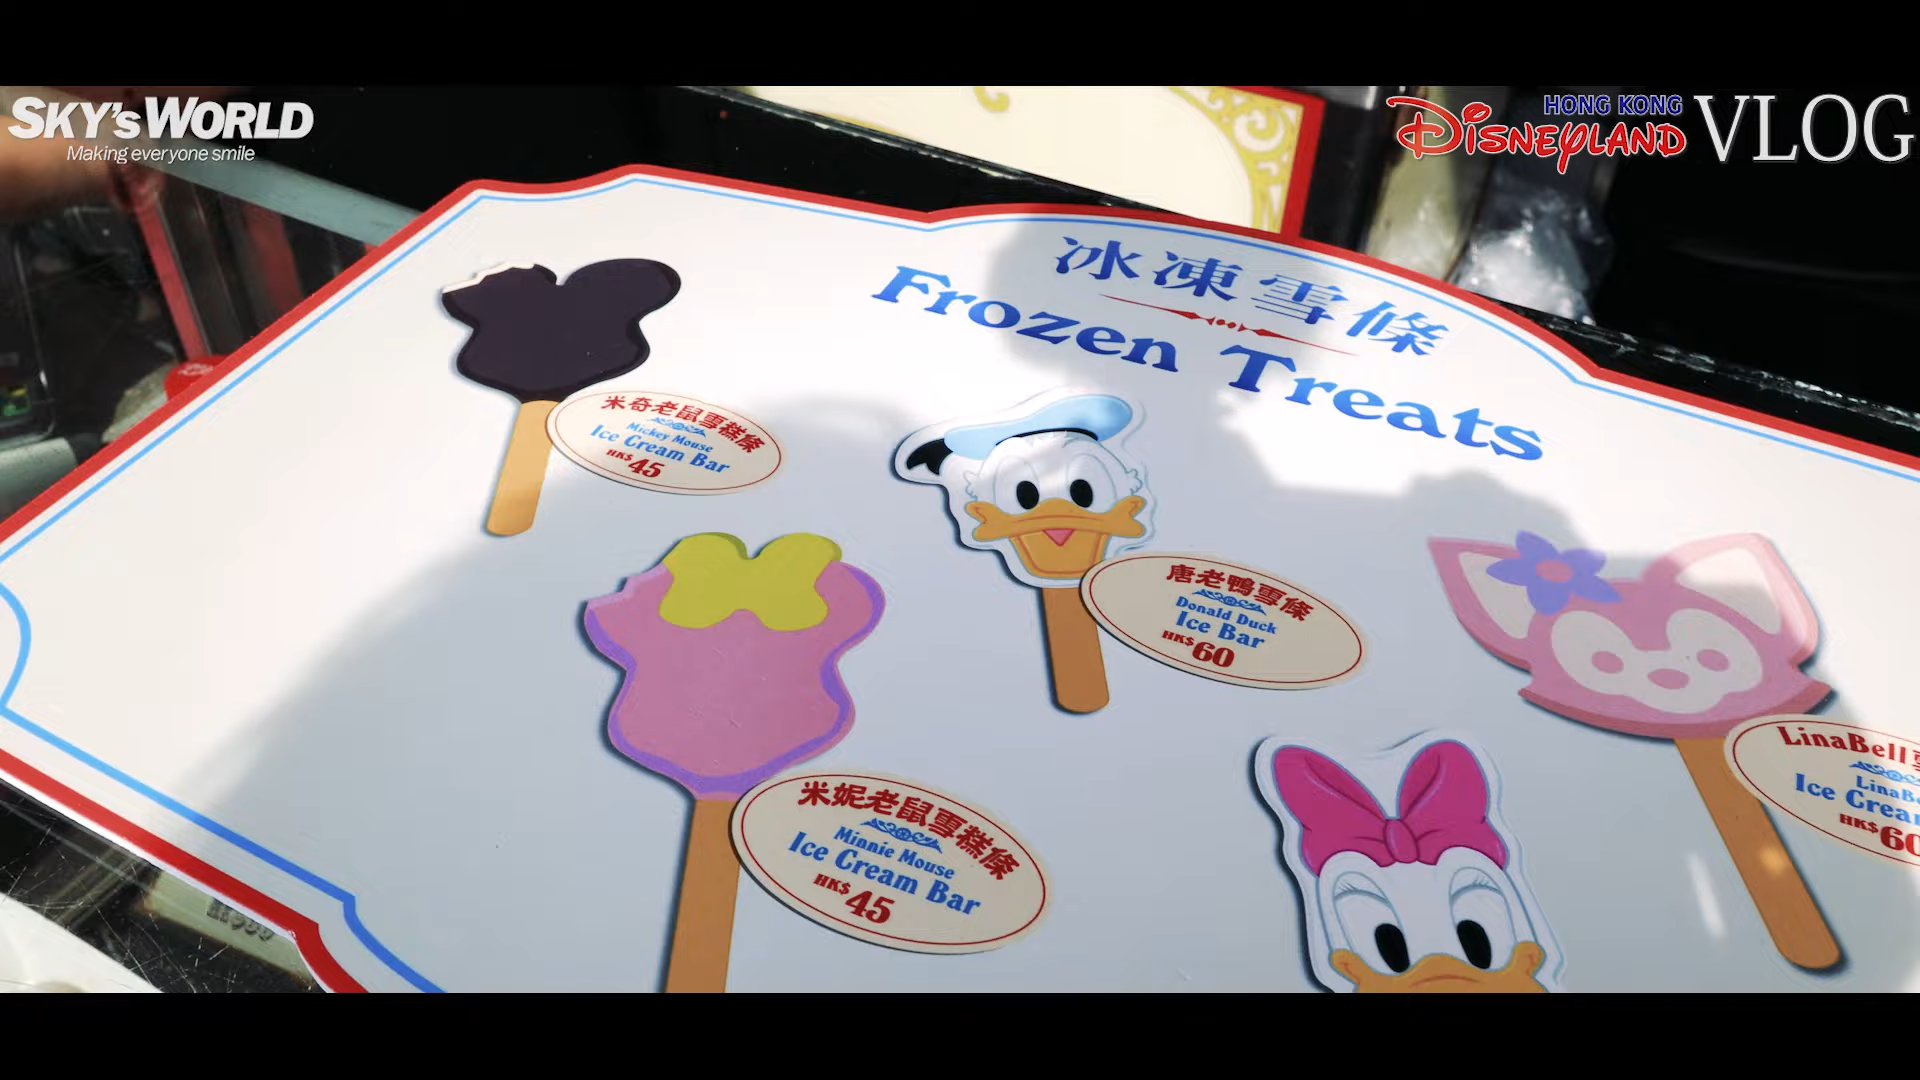 SKY's WORLD
Making everyone smile
HONG KONG
DISNEYLAND
VLOG
冰凍雪條
Frozen Treats
米奇老鼠雪糕條
Mickey Mouse
Ice Cream Bar
HK$ 45
唐老鴨雪條
Donald Duck
Ice Bar
HK$ 60
LinaBell
Ice Cream
HK$ 60
米妮老鼠雪糕條
Minnie Mouse
Ice Cream Bar
HK$ 45